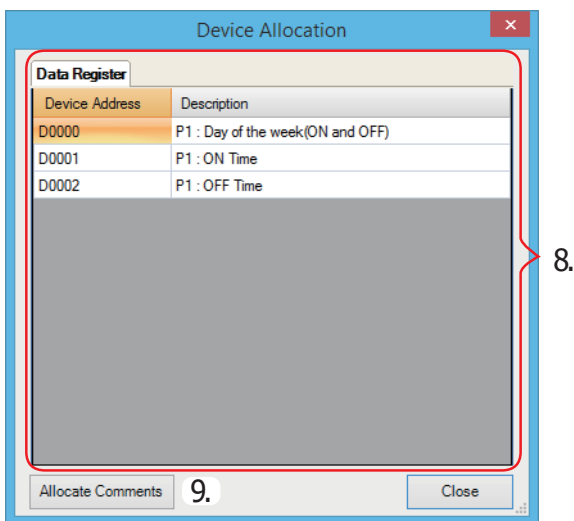 Device Allocation
Data Register
Device Address Description
D0000 P1 : Day of the week(ON and OFF)
D0001 P1 : ON Time
D0002 P1 : OFF Time
8.
Allocate Comments 9. Close